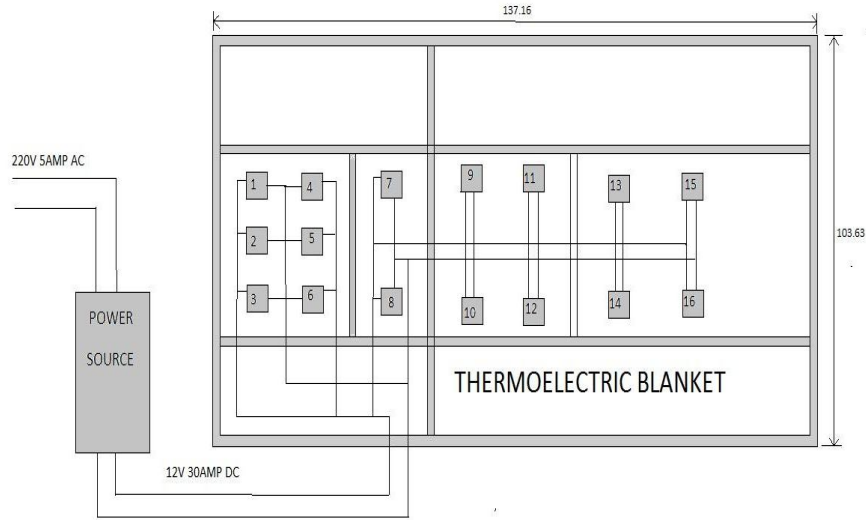 137.16
220V 5AMP AC
1 4 7 9 11 13 15
103.63
2 5
3 6 8 10 12 14 16
POWER
SOURCE
THERMOELECTRIC BLANKET
12V 30AMP DC